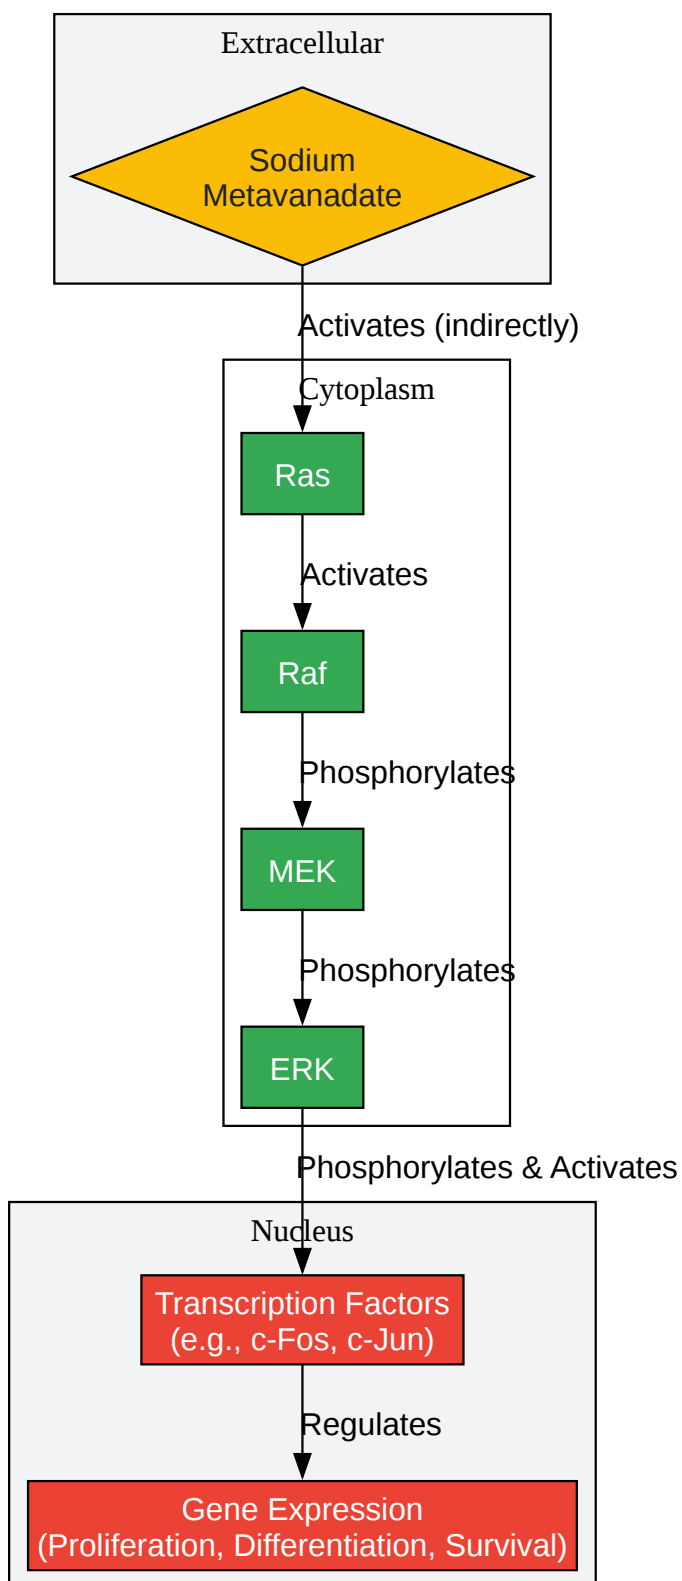 Extracellular
Sodium
Metavanadate
Activates (indirectly)
Cytoplasm
Ras
Activates
Raf
Phosphorylates
MEK
Phosphorylates
ERK
Phosphorylates & Activates
Nucleus
Transcription Factors
(e.g., c-Fos, c-Jun)
Regulates
Gene Expression
(Proliferation, Differentiation, Survival)